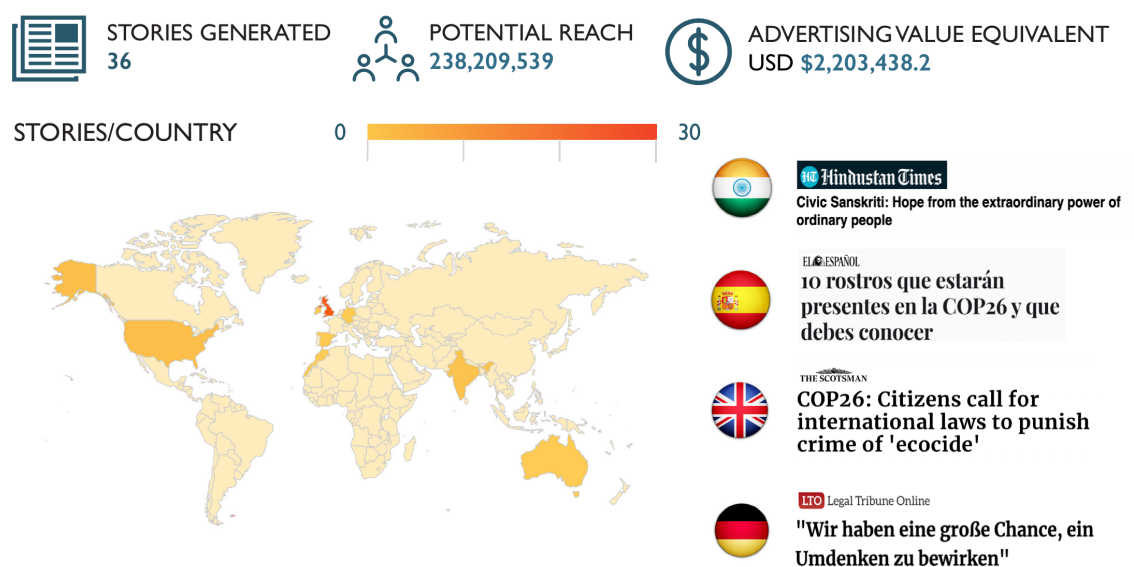 STORIES GENERATED
36
POTENTIAL REACH
238,209,539
ADVERTISING VALUE EQUIVALENT
USD $2,203,438.2
STORIES/COUNTRY
0
30
HT Hindustan Times
Civic Sanskriti: Hope from the extraordinary power of
ordinary people
EL ESPAÑOL
10 rostros que estarán
presentes en la COP26 y que
debes conocer
THE SCOTSMAN
COP26: Citizens call for
international laws to punish
crime of 'ecocide'
LTO Legal Tribune Online
"Wir haben eine große Chance, ein
Umdenken zu bewirken"